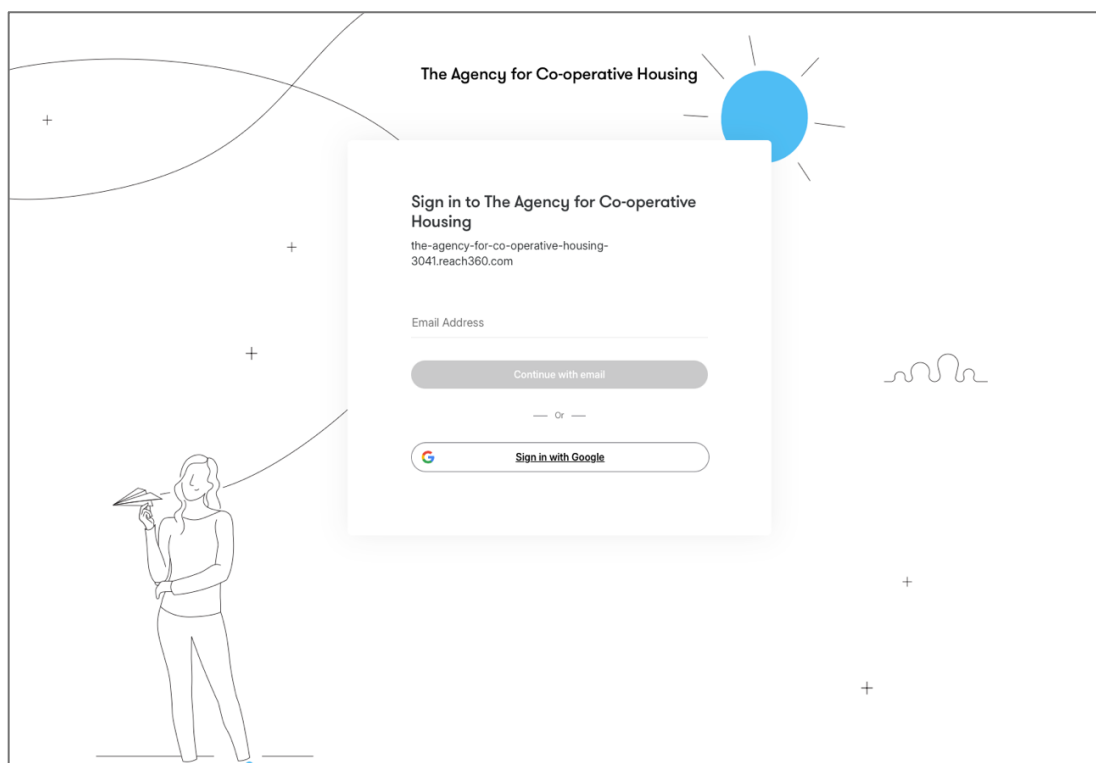 The Agency for Co-operative Housing
Sign in to The Agency for Co-operative
Housing
the-agency-for-co-operative-housing-
3041.reach360.com
Email Address
Continue with email
Or
Sign in with Google